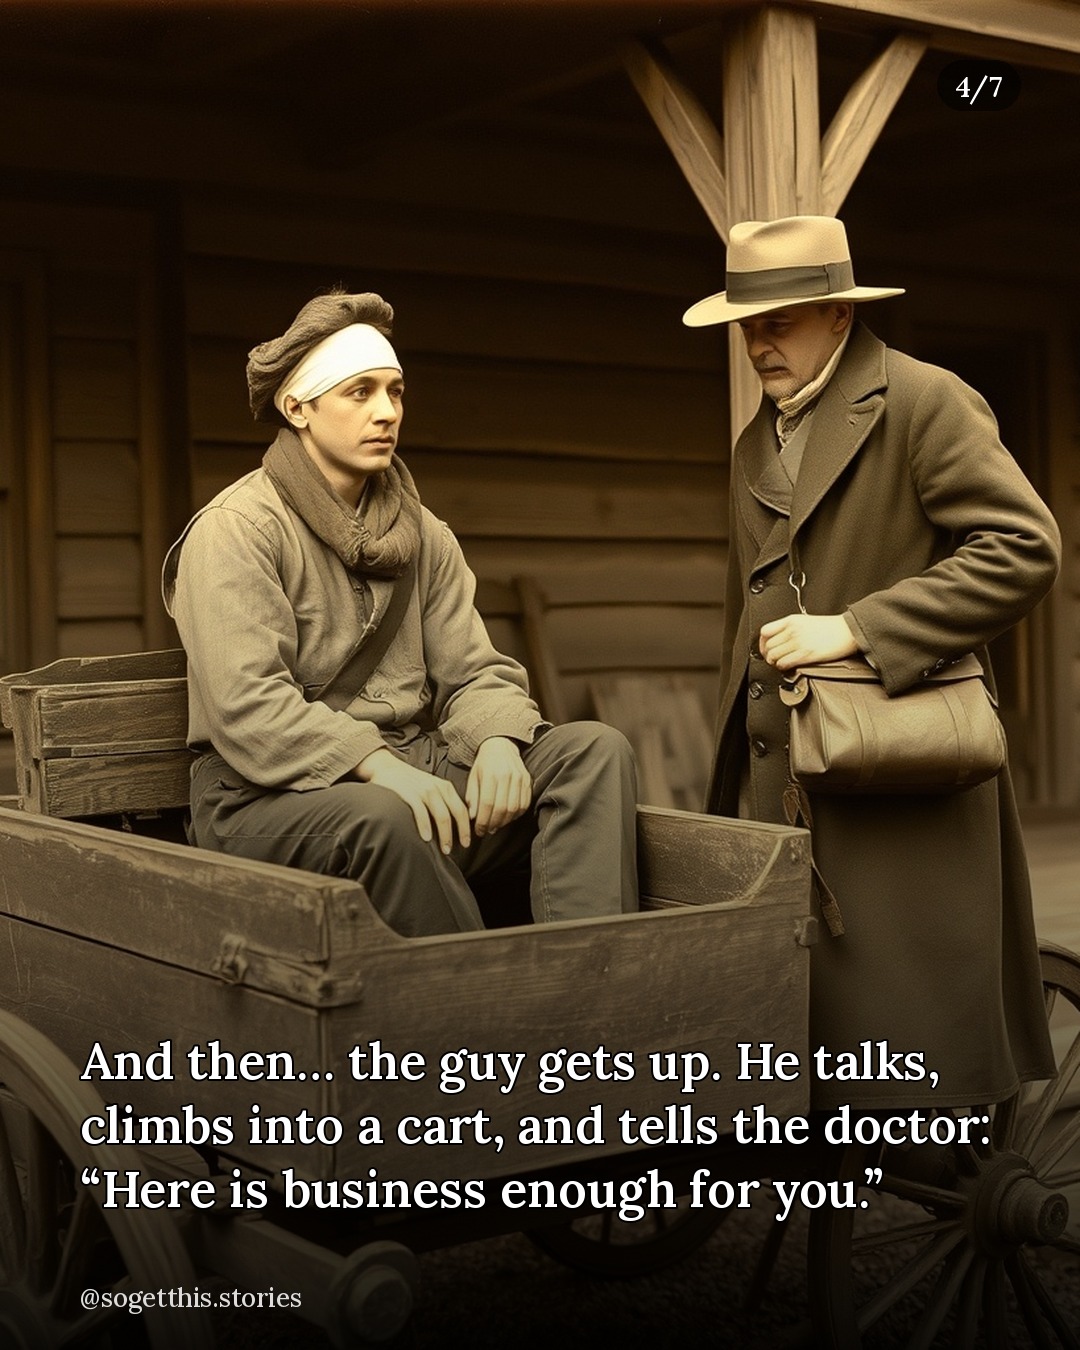 4/7
And then... the guy gets up. He talks,
climbs into a cart, and tells the doctor:
“Here is business enough for you.”
@sogetthis.stories